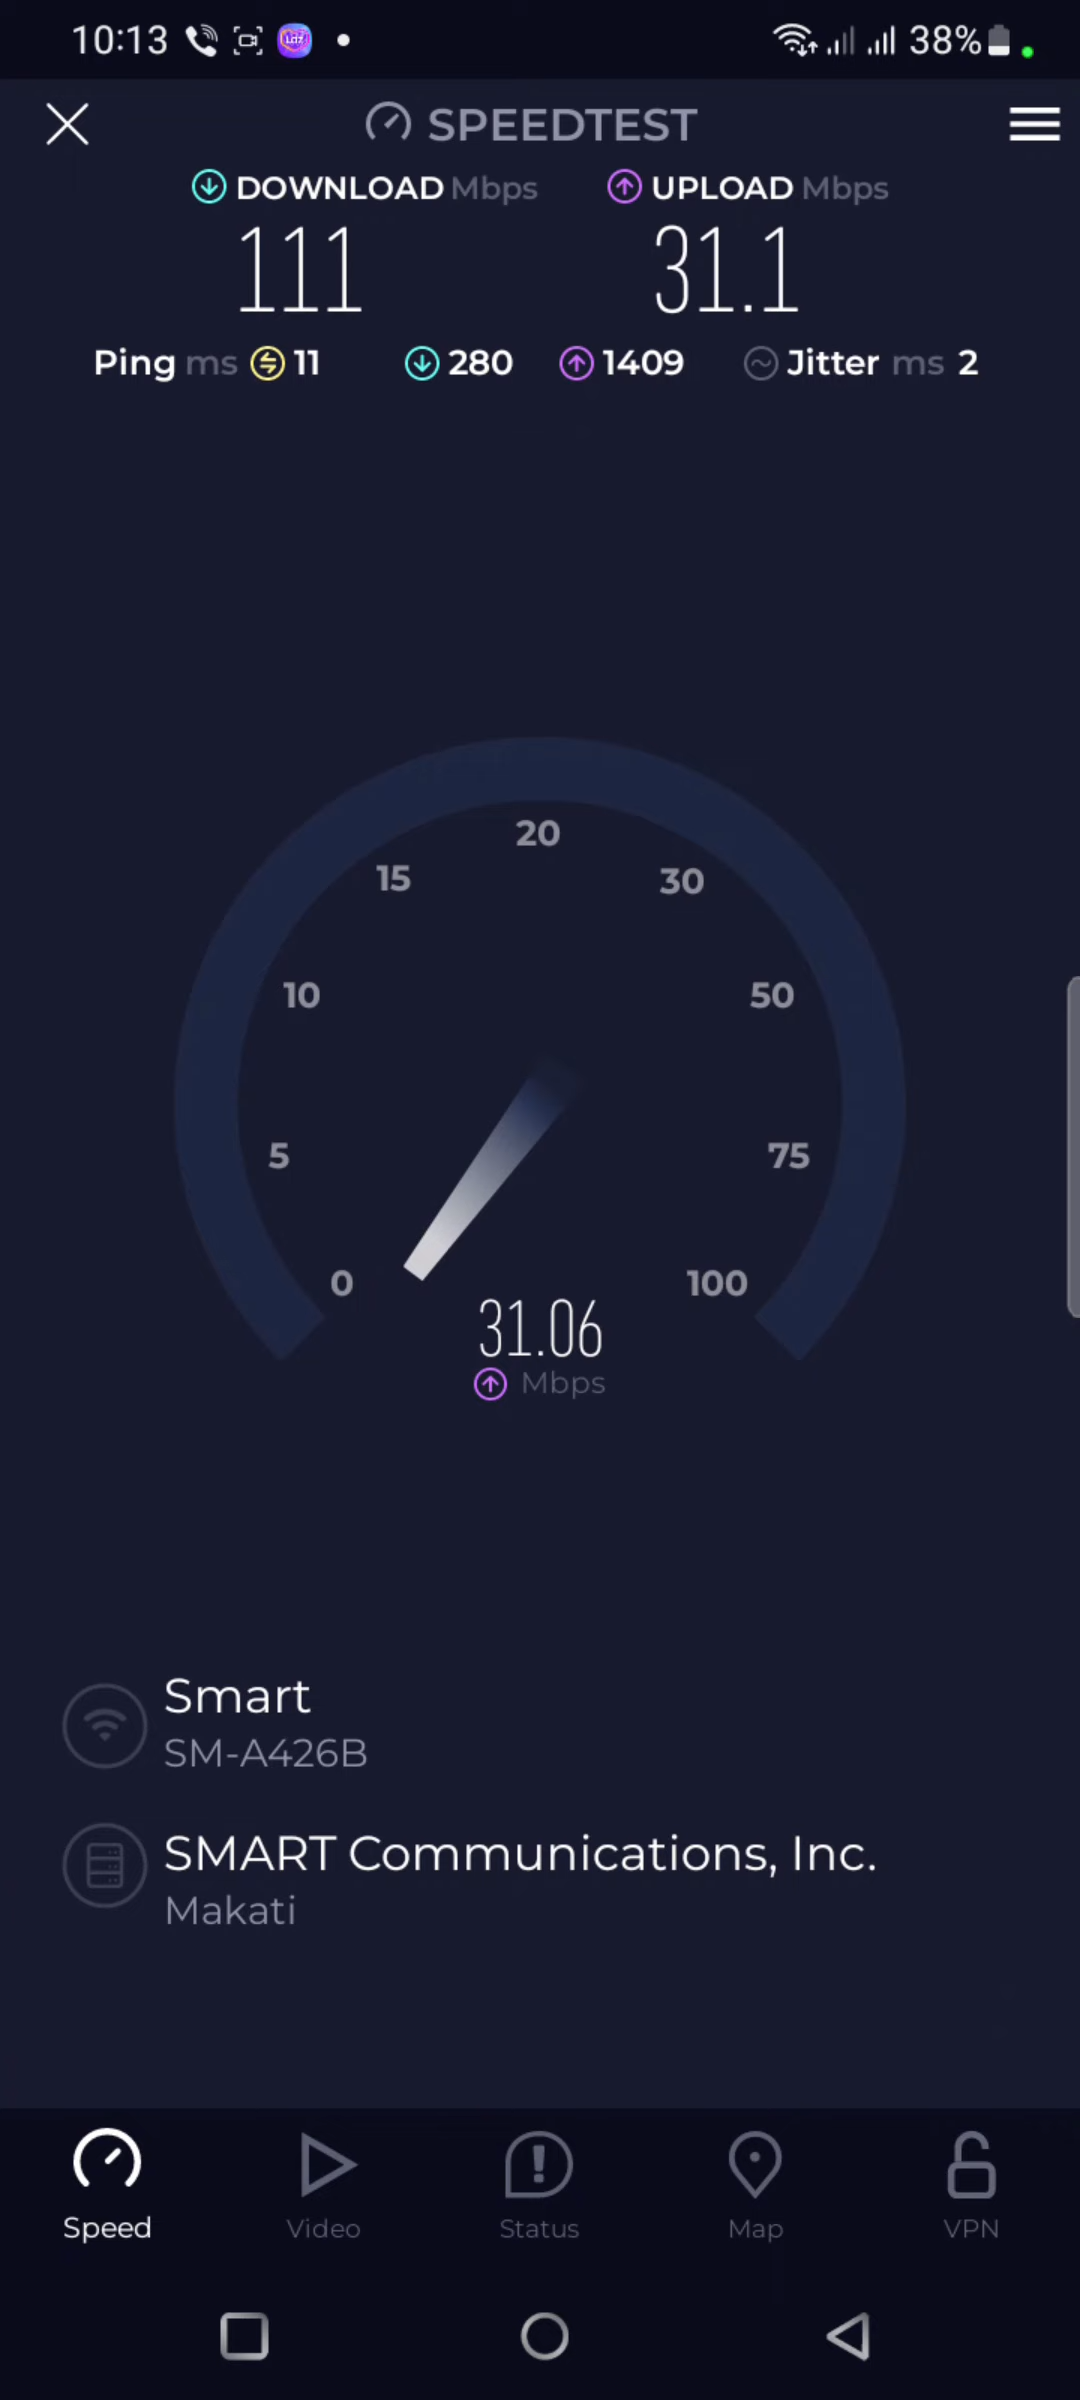 10:13 38%
SPEEDTEST
DOWNLOAD Mbps UPLOAD Mbps
111 31.1
Ping ms 11 280 1409 Jitter ms 2
20
15 30
10 50
5 75
0 100
31.06
Mbps
Smart
SM-A426B
SMART Communications, Inc.
Makati
Speed Video Status Map VPN